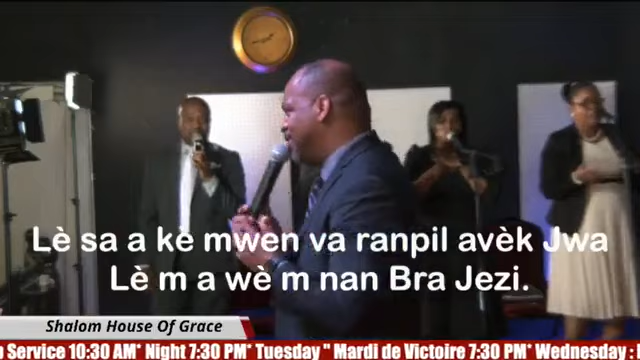 Lè sa a kè mwen va ranpil avèk Jwa
Lè m a wè m nan Bra Jezi.
Shalom House Of Grace
Service 10:30 AM* Night 7:30 PM* Tuesday " Mardi de Victoire 7:30 PM* Wednesday :